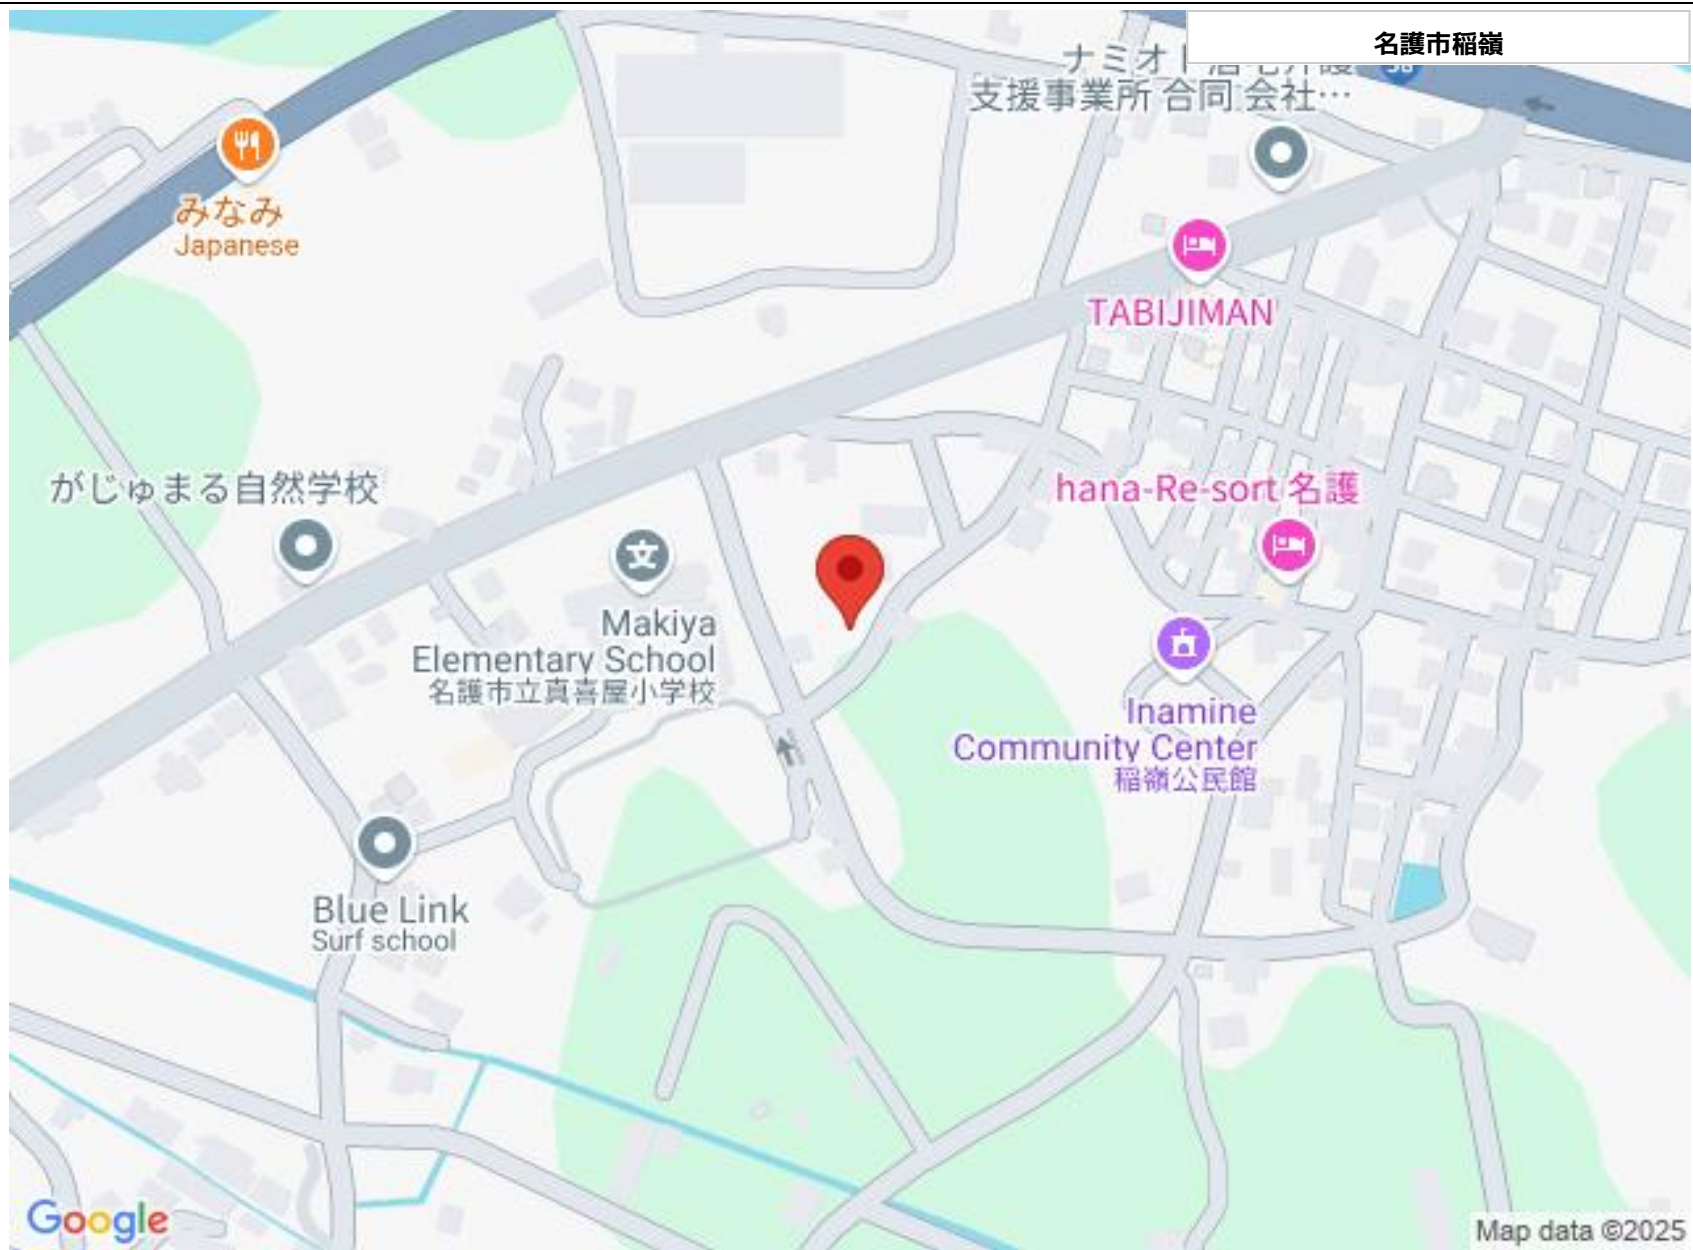 名護市稲嶺
支援事業所 合同会社…
みなみ
Japanese
TABIJIMAN
がじゅまる自然学校
hana-Re-sort 名護
Makiya
Elementary School
名護市立真喜屋小学校
Inamine
Community Center
稲嶺公民館
Blue Link
Surf school
Google
Map data ©2025